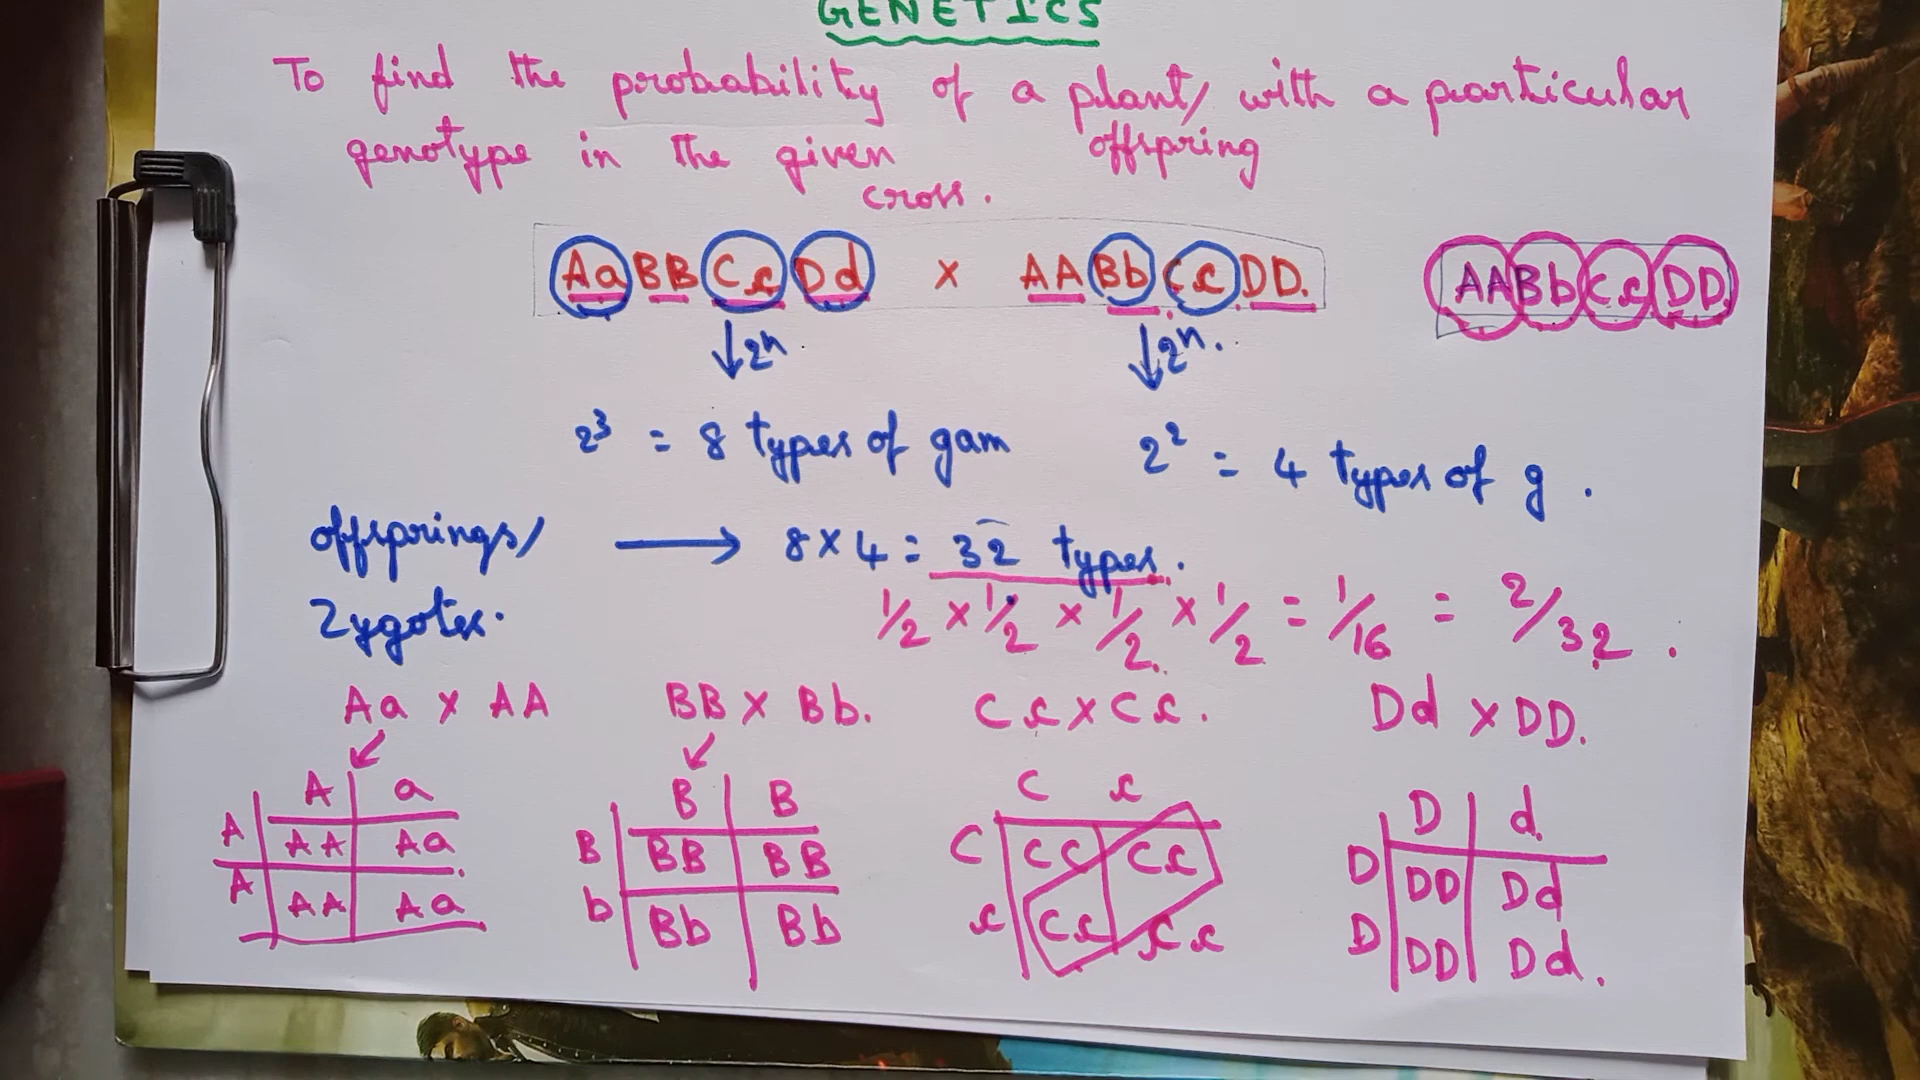 GENETICS
To find the probability of a plant/ with a particular
genotype in the given offspring
cross.
AaBBCcDd x AABbCcDD. AABbCcDD.
↓2ⁿ ↓2ⁿ.
2³ = 8 types of gam 2² = 4 types of g.
offsprings/ → 8 x 4 = 32 types.
Zygotes.
1/2 x 1/2 x 1/2 x 1/2 = 1/16 = 2/32.
Aa x AA BB x Bb. Cc x Cc. Dd x DD.
A a B B C c D d.
A AA Aa B BB BB C CC Cc D DD Dd
A AA Aa b Bb Bb c Cc cc D DD Dd.